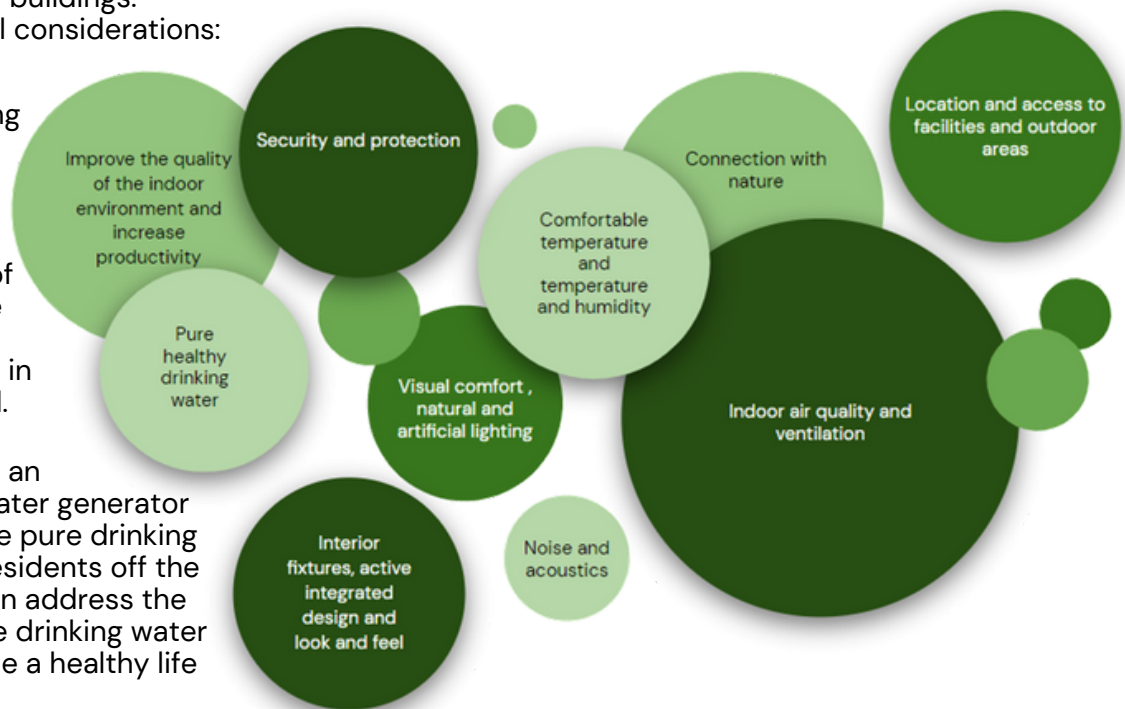 buildings.
considerations:
Improve the quality
of the indoor
environment and
increase
productivity
Security and protection
Connection with
nature
Location and access to
facilities and outdoor
areas
Comfortable
temperature
and
temperature
and humidity
of
Pure
healthy
drinking
water
in
Visual comfort ,
natural and
artificial lighting
Indoor air quality and
ventilation
an
generator
pure drinking
off the
address the
drinking water
a healthy life
Interior
fixtures, active
integrated
design and
look and feel
Noise and
acoustics